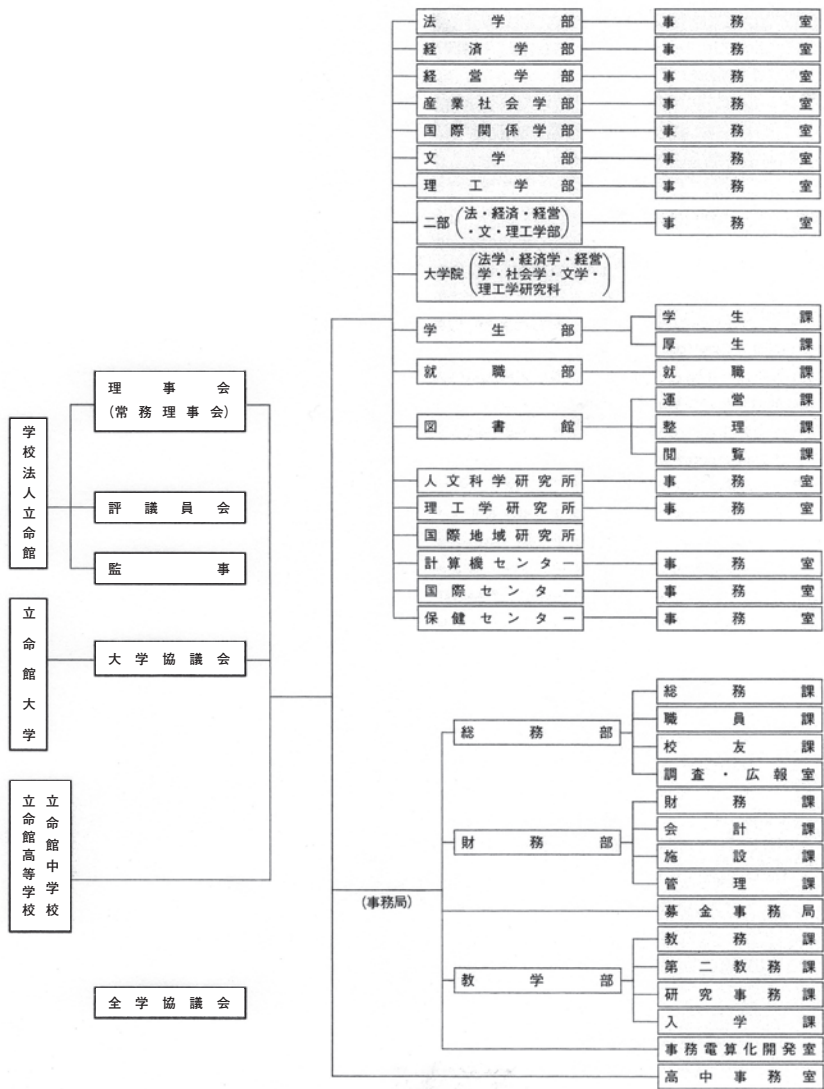 学校法人立命館
理事会
(常務理事会)
評議員会
監事
立命館大学
大学協議会
立命館中学校
立命館高等学校
全学協議会
法学部 事務室
経済学部 事務室
経営学部 事務室
産業社会学部 事務室
国際関係学部 事務室
文学部 事務室
理工学部 事務室
二部(法・経済・経営
・文・理工学部) 事務室
大学院(法学・経済学・経営
学・社会学・文学・
理工学研究科)
学生部
学生課
厚生課
就職部 就職課
図書館
運営課
整理課
閲覧課
人文科学研究所 事務室
理工学研究所 事務室
国際地域研究所
計算機センター 事務室
国際センター 事務室
保健センター 事務室
(事務局)
総務部
総務課
職員課
校友課
調査・広報室
財務部
財務課
会計課
施設課
管理課
募金事務局
教学部
教務課
第二教務課
研究事務課
入学課
事務電算化開発室
高中事務室